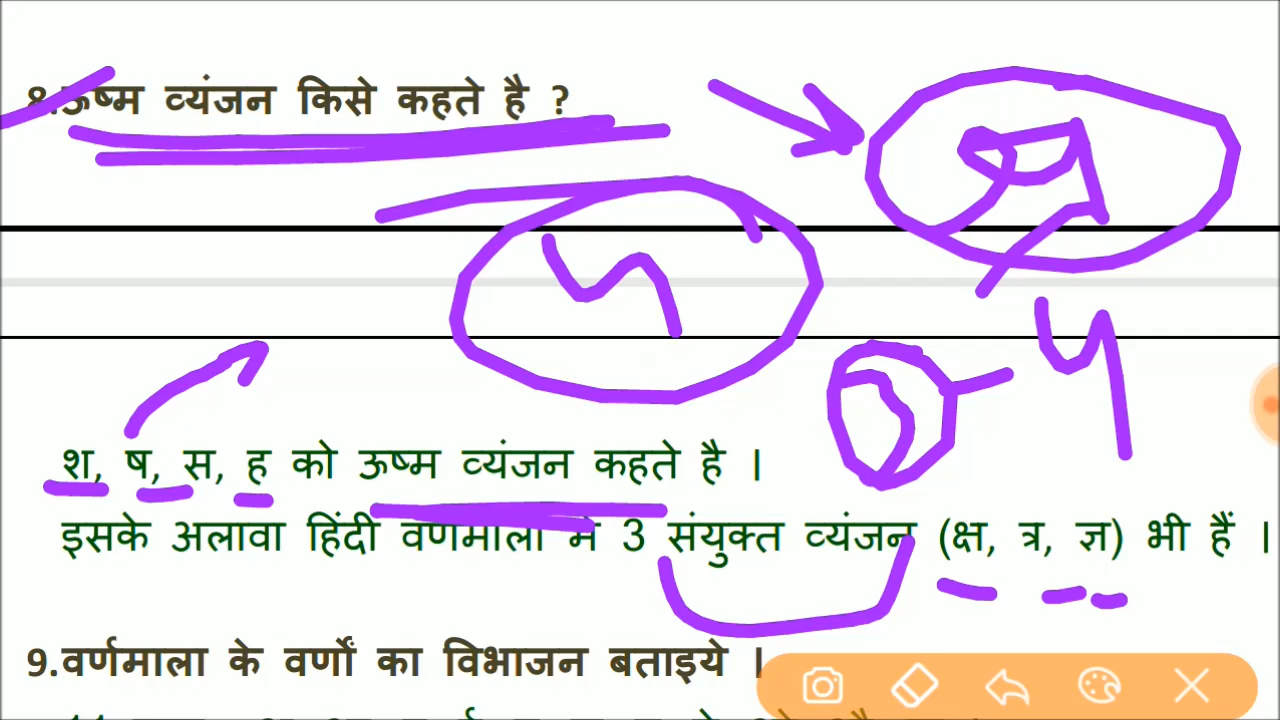 8.ऊष्म व्यंजन किसे कहते है ?
श, ष, स, ह को ऊष्म व्यंजन कहते है ।
इसके अलावा हिंदी वर्णमाला में 3 संयुक्त व्यंजन (क्ष, त्र, ज्ञ) भी हैं ।
9.वर्णमाला के वर्णों का विभाजन बताइये ।